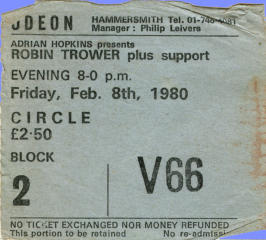 ODEON HAMMERSMITH Tel. 01-748-4081
Manager: Philip Leivers
ADRIAN HOPKINS presents
ROBIN TROWER plus support
EVENING 8-0 p.m.
Friday, Feb. 8th, 1980
CIRCLE
£2·50
BLOCK
2 V66
NO TICKET EXCHANGED NOR MONEY REFUNDED
This portion to be retained No re-admiss